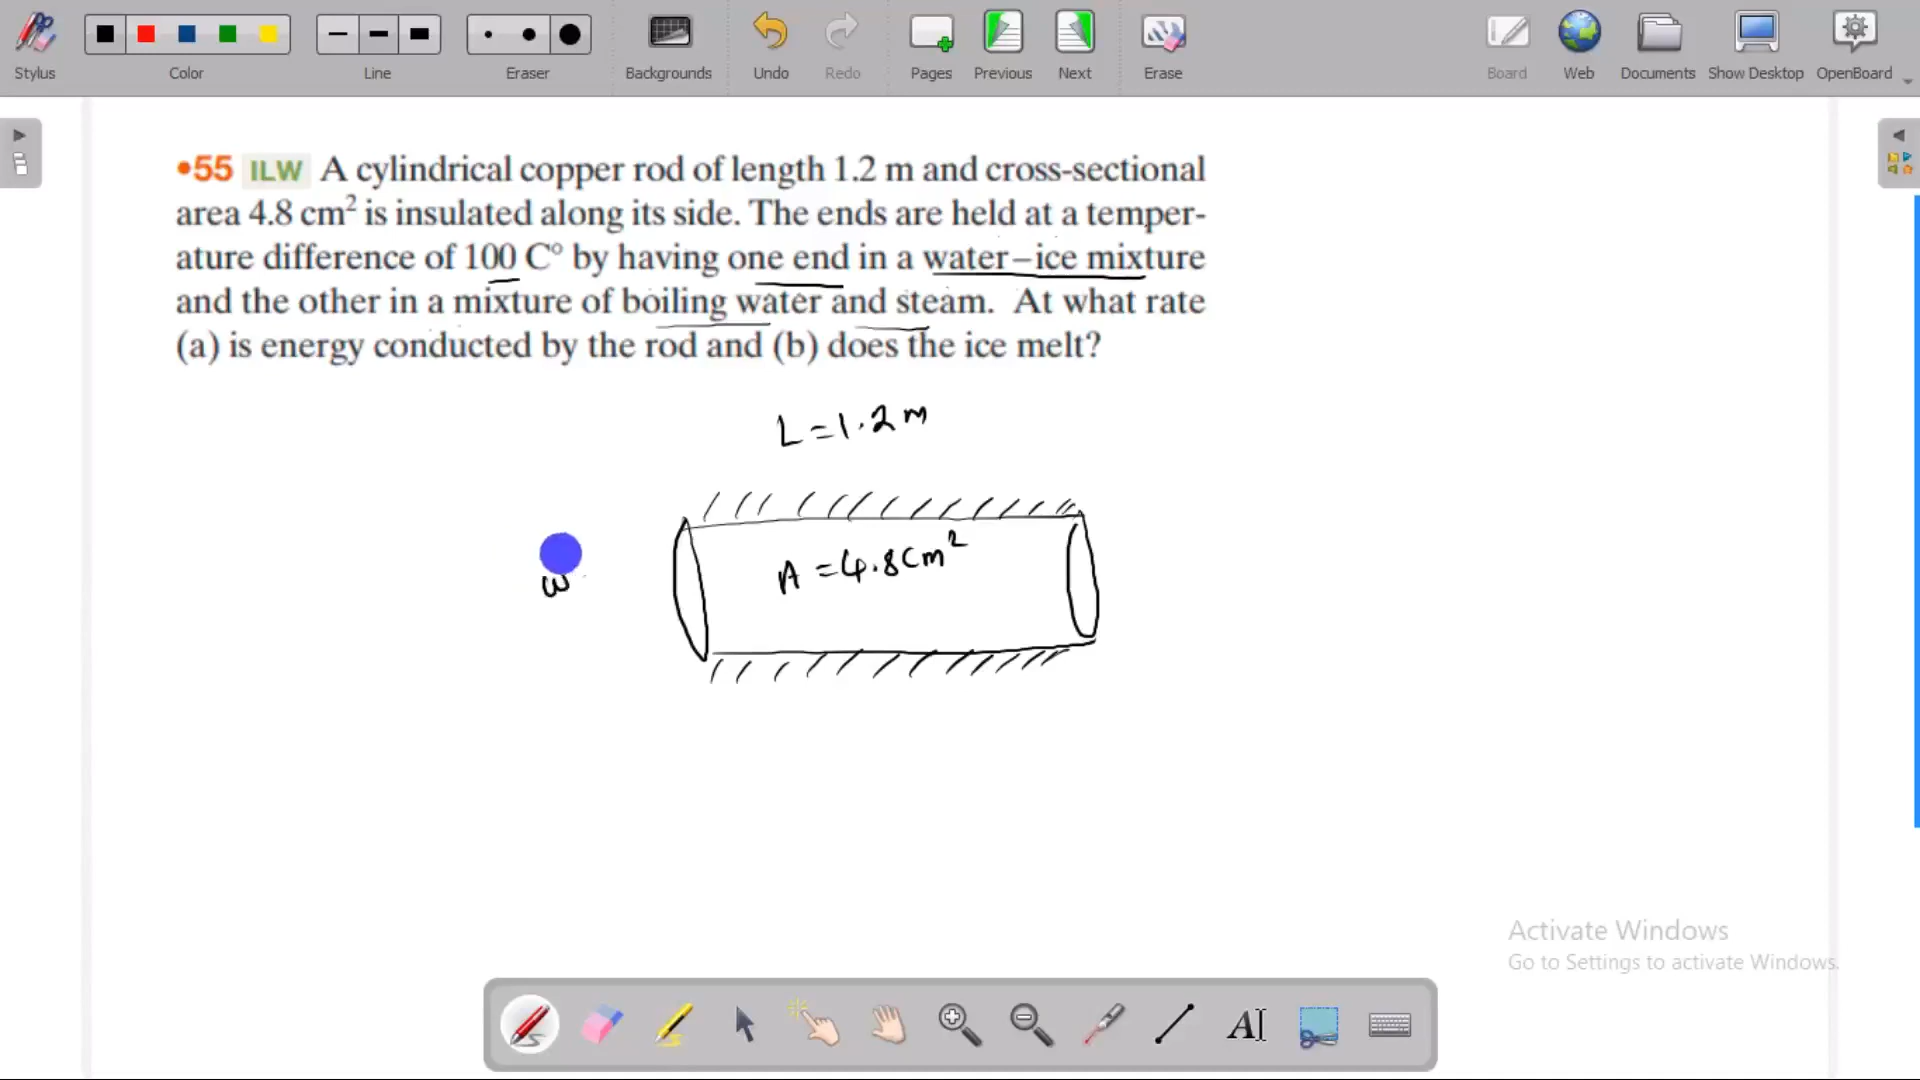 Stylus Color Line Eraser Backgrounds Undo Redo Pages Previous Next Erase Board Web Documents Show Desktop OpenBoard
•55 ILW A cylindrical copper rod of length 1.2 m and cross-sectional
area 4.8 cm² is insulated along its side. The ends are held at a temper-
ature difference of 100 C° by having one end in a water–ice mixture
and the other in a mixture of boiling water and steam. At what rate
(a) is energy conducted by the rod and (b) does the ice melt?
L = 1.2 m
A = 4.8 cm²
w
Activate Windows
Go to Settings to activate Windows.
AI